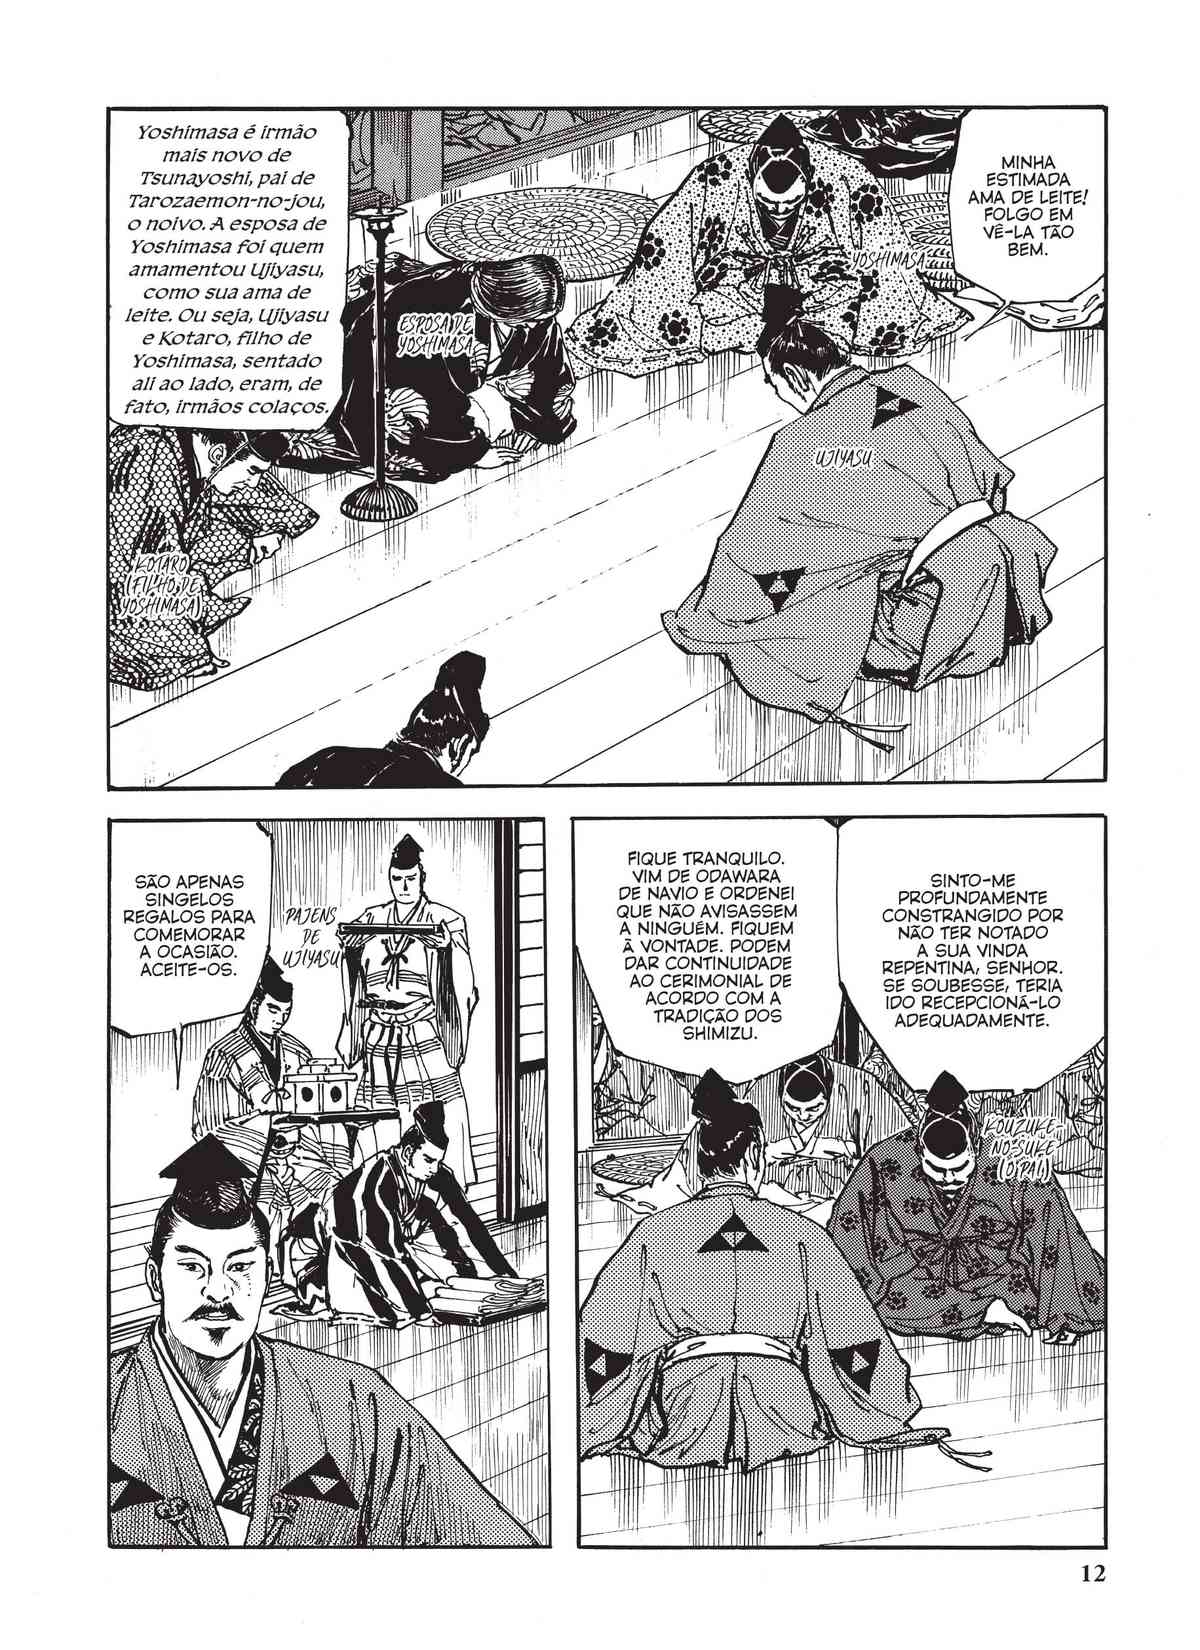 MINHA
ESTIMADA
AMA DE LEITE!
FOLGO EM
VÊ-LA TÃO
BEM.
Yoshimasa é irmão
mais novo de
Tsunayoshi, pai de
Tarozaemon-no-jou,
o noivo. A esposa de
Yoshimasa foi quem
amamentou Ujiyasu,
como sua ama de
leite. Ou seja, Ujiyasu
e Kotaro, filho de
Yoshimasa, sentado
ali ao lado, eram, de
fato, irmãos colaços.
YOSHIMASA
ESPOSA DE
YOSHIMASA
UJIYASU
KOTARO
(FILHO DE
YOSHIMASA)
SINTO-ME
PROFUNDAMENTE
CONSTRANGIDO POR
NÃO TER NOTADO
A SUA VINDA
REPENTINA, SENHOR.
SE SOUBESSE, TERIA
IDO RECEPCIONÁ-LO
ADEQUADAMENTE.
KOUZUKE-
NO-SUKE
(O PAI)
FIQUE TRANQUILO.
VIM DE ODAWARA
DE NAVIO E ORDENEI
QUE NÃO AVISASSEM
A NINGUÉM. FIQUEM
À VONTADE. PODEM
DAR CONTINUIDADE
AO CERIMONIAL DE
ACORDO COM A
TRADIÇÃO DOS
SHIMIZU.
SÃO APENAS
SINGELOS
REGALOS PARA
COMEMORAR
A OCASIÃO.
ACEITE-OS.
PAJENS
DE
UJIYASU
12